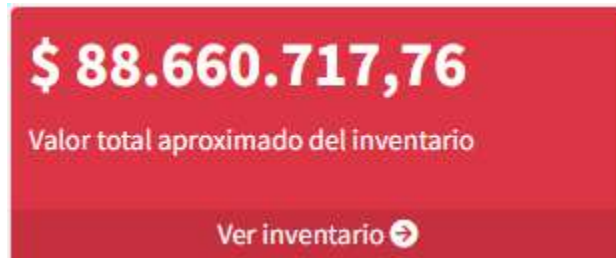 $ 88.660.717,76
Valor total aproximado del inventario
Ver inventario